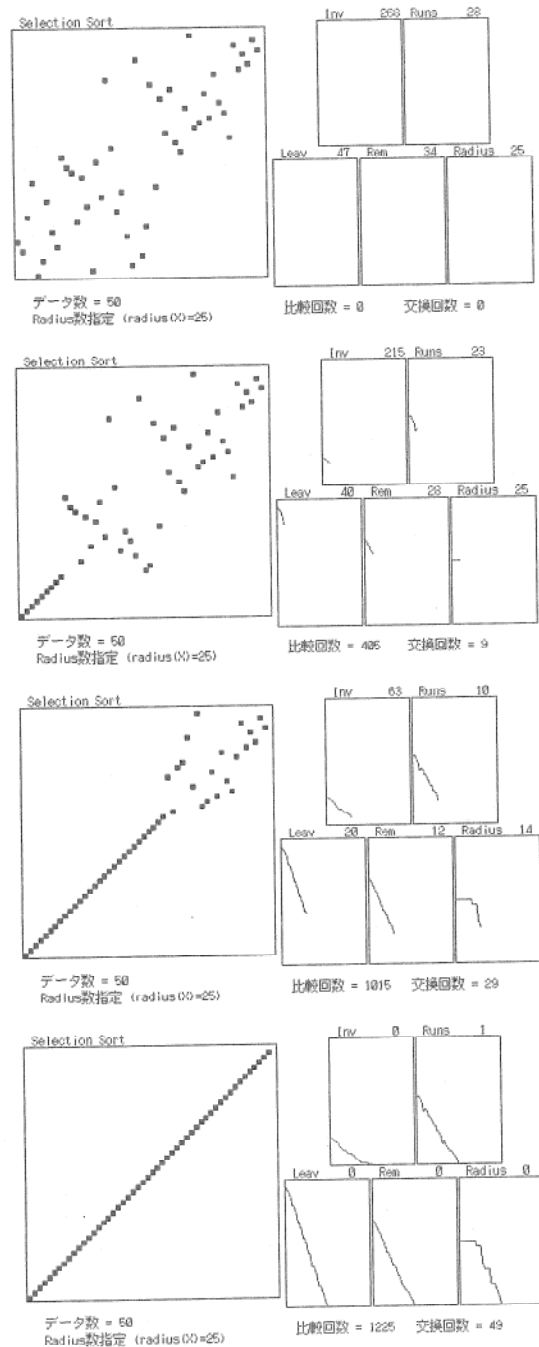 Selection Sort
Inv 268 Runs 28
Leav 47 Rem 34 Radius 25
データ数 = 50
Radius数指定 (radius(X)=25)
比較回数 = 0 交換回数 = 0
Selection Sort
Inv 215 Runs 23
Leav 40 Rem 28 Radius 25
データ数 = 50
Radius数指定 (radius(X)=25)
比較回数 = 405 交換回数 = 9
Selection Sort
Inv 63 Runs 10
Leav 20 Rem 12 Radius 14
データ数 = 50
Radius数指定 (radius(X)=25)
比較回数 = 1015 交換回数 = 29
Selection Sort
Inv 0 Runs 1
Leav 0 Rem 0 Radius 0
データ数 = 50
Radius数指定 (radius(X)=25)
比較回数 = 1225 交換回数 = 49